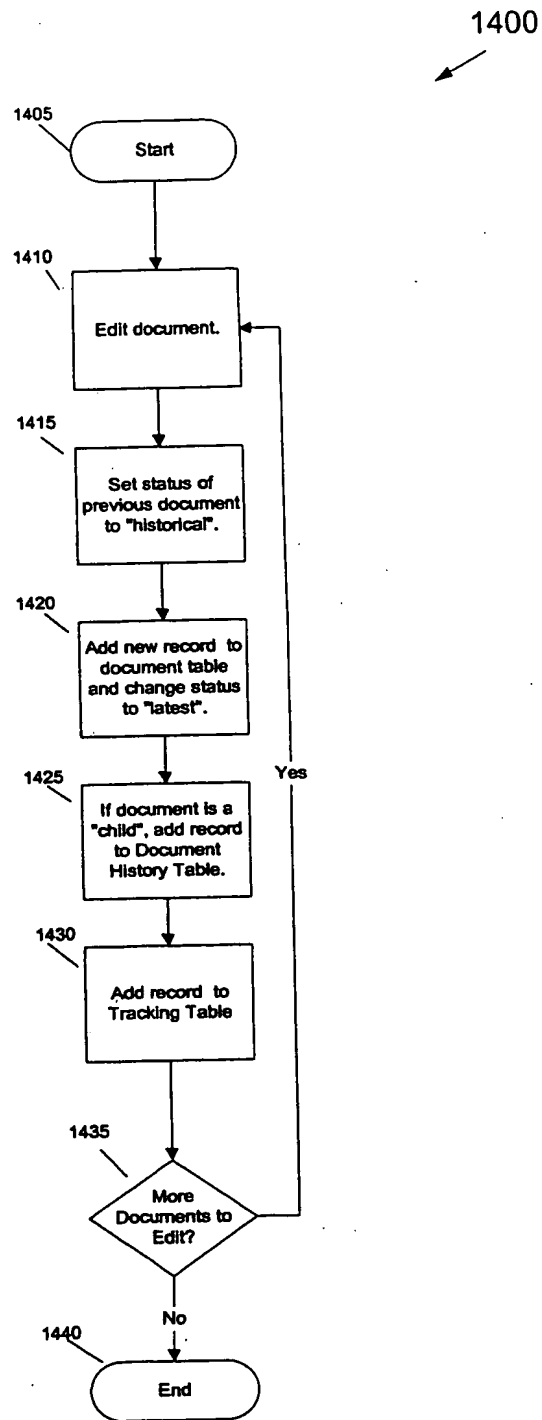 1400
1405
Start
1410
Edit document.
1415
Set status of
previous document
to "historical".
1420
Add new record to
document table
and change status
to "latest".
1425
If document is a
"child", add record
to Document
History Table.
1430
Add record to
Tracking Table
1435
More
Documents to
Edit?
Yes
No
1440
End